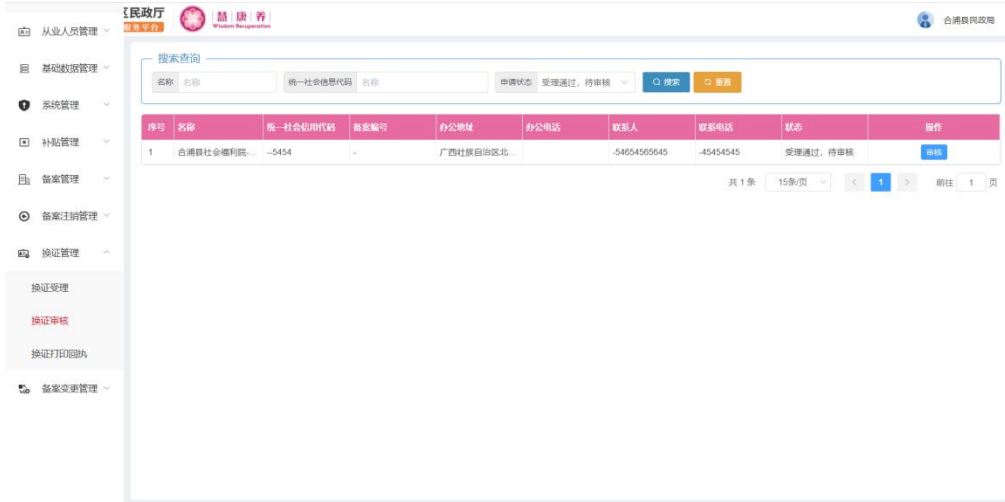 区民政厅
服务平台
慧康养
Wisdom Recuperation
合浦县民政局
从业人员管理
基础数据管理
系统管理
补贴管理
备案管理
备案注销管理
换证管理
换证受理
换证审核
换证打印回执
备案变更管理
搜索查询
名称 名称 统一社会信息代码 名称 申请状态 受理通过，待审核 搜索 重置
序号 名称 统一社会信用代码 备案编号 办公地址 办公电话 联系人 联系电话 状态 操作
1 合浦县社会福利院-... --5454 - 广西壮族自治区北... -54654565645 -45454545 受理通过，待审核 审核
共 1 条 15条/页 < 1 > 前往 1 页